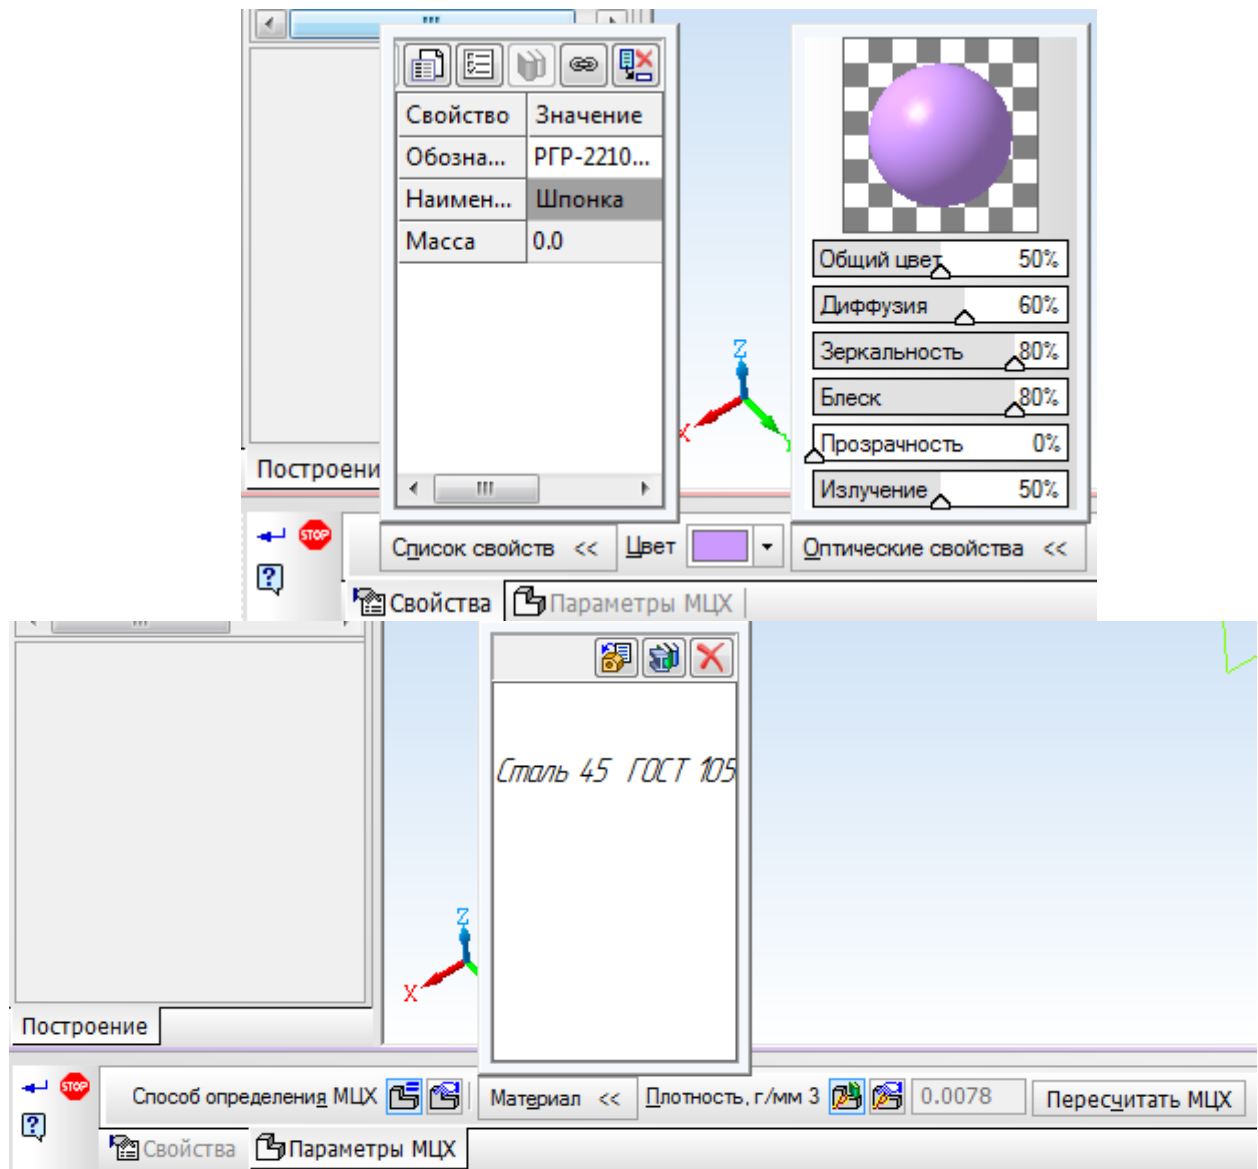 Свойство Значение
Обозна... РГР-2210...
Наимен... Шпонка
Масса 0.0
Общий цвет 50%
Диффузия 60%
Зеркальность 80%
Блеск 80%
Прозрачность 0%
Излучение 50%
Z
X
Построени
STOP
Список свойств << Цвет Оптические свойства <<
Свойства Параметры МЦХ
Сталь 45 ГОСТ 105
Z
X
Построение
STOP
Способ определения МЦХ Материал << Плотность, г/мм 3 0.0078 Пересчитать МЦХ
Свойства Параметры МЦХ